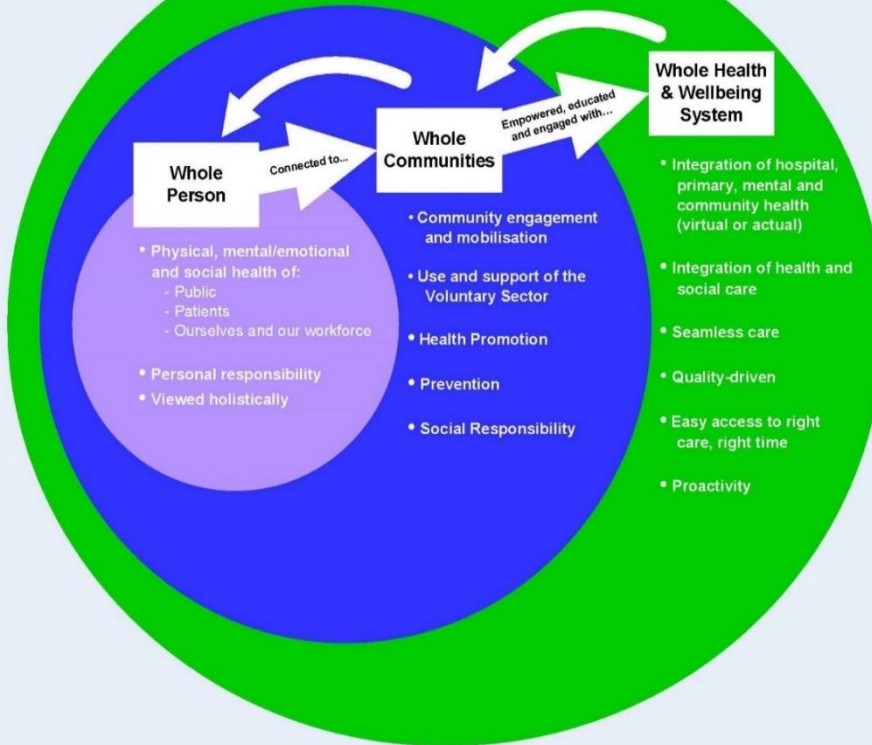 Whole
Person
Connected to...
• Physical, mental/emotional
and social health of:
- Public
- Patients
- Ourselves and our workforce
• Personal responsibility
• Viewed holistically
Whole
Communities
Empowered, educated
and engaged with...
• Community engagement
and mobilisation
• Use and support of the
Voluntary Sector
• Health Promotion
• Prevention
• Social Responsibility
Whole Health
& Wellbeing
System
• Integration of hospital,
primary, mental and
community health
(virtual or actual)
• Integration of health and
social care
• Seamless care
• Quality-driven
• Easy access to right
care, right time
• Proactivity